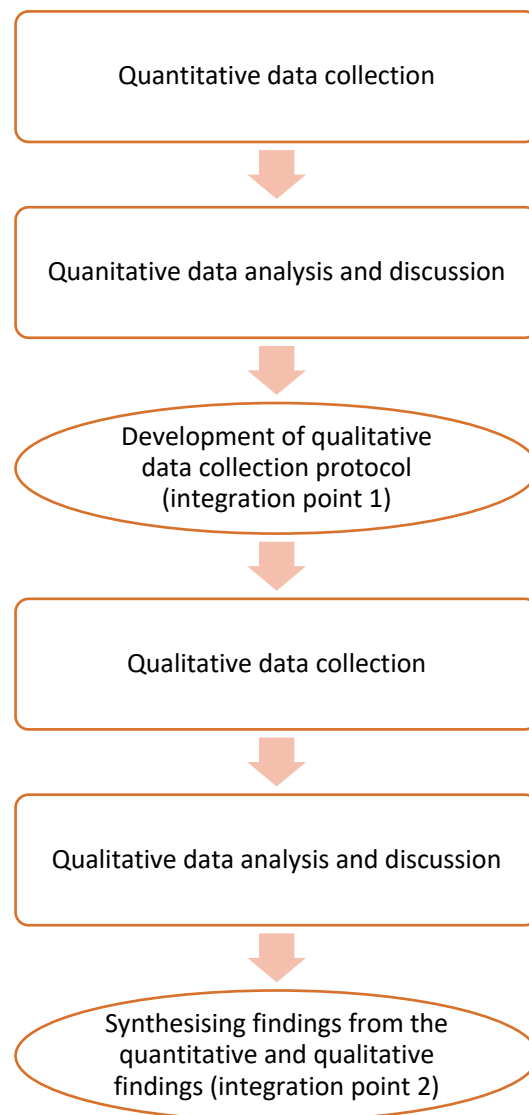 Quantitative data collection
Quanitative data analysis and discussion
Development of qualitative
data collection protocol
(integration point 1)
Qualitative data collection
Qualitative data analysis and discussion
Synthesising findings from the
quantitative and qualitative
findings (integration point 2)